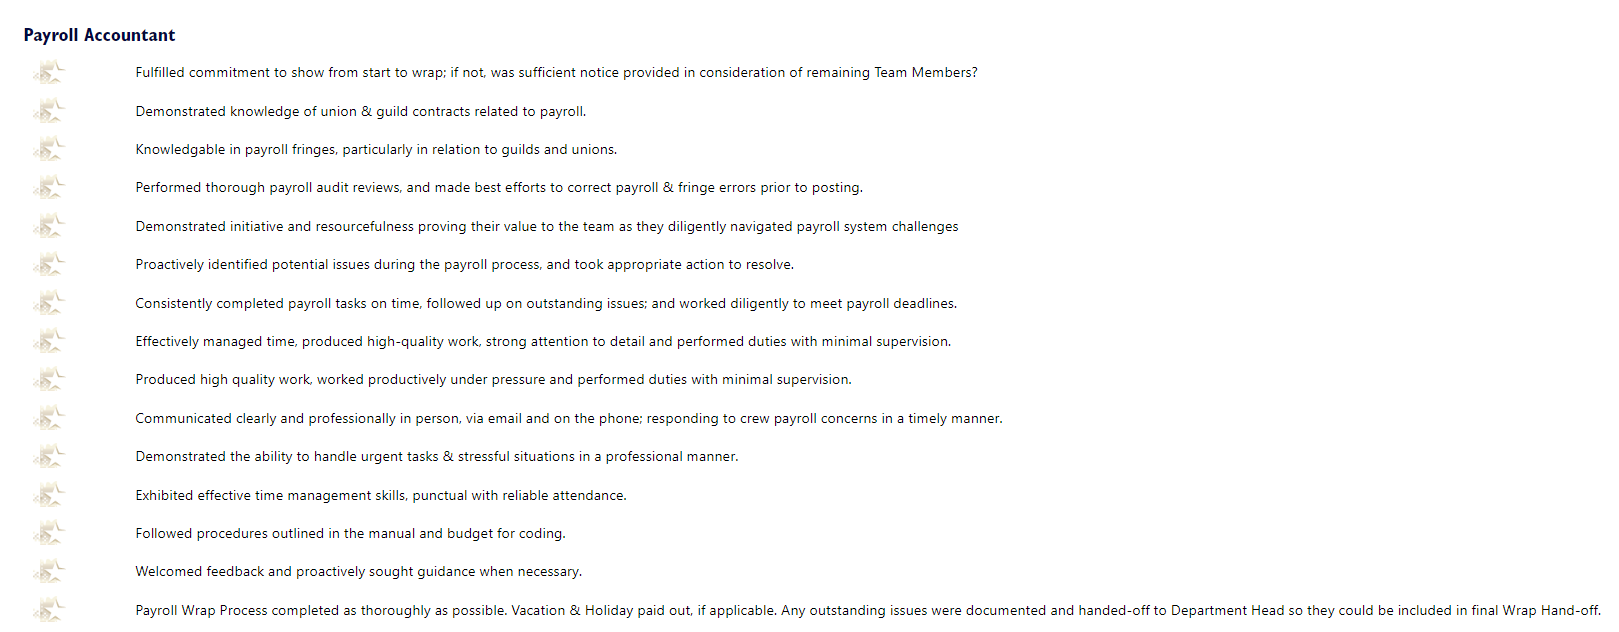 Payroll Accountant
Fulfilled commitment to show from start to wrap; if not, was sufficient notice provided in consideration of remaining Team Members?
Demonstrated knowledge of union & guild contracts related to payroll.
Knowledgable in payroll fringes, particularly in relation to guilds and unions.
Performed thorough payroll audit reviews, and made best efforts to correct payroll & fringe errors prior to posting.
Demonstrated initiative and resourcefulness proving their value to the team as they diligently navigated payroll system challenges
Proactively identified potential issues during the payroll process, and took appropriate action to resolve.
Consistently completed payroll tasks on time, followed up on outstanding issues; and worked diligently to meet payroll deadlines.
Effectively managed time, produced high-quality work, strong attention to detail and performed duties with minimal supervision.
Produced high quality work, worked productively under pressure and performed duties with minimal supervision.
Communicated clearly and professionally in person, via email and on the phone; responding to crew payroll concerns in a timely manner.
Demonstrated the ability to handle urgent tasks & stressful situations in a professional manner.
Exhibited effective time management skills, punctual with reliable attendance.
Followed procedures outlined in the manual and budget for coding.
Welcomed feedback and proactively sought guidance when necessary.
Payroll Wrap Process completed as thoroughly as possible. Vacation & Holiday paid out, if applicable. Any outstanding issues were documented and handed-off to Department Head so they could be included in final Wrap Hand-off.